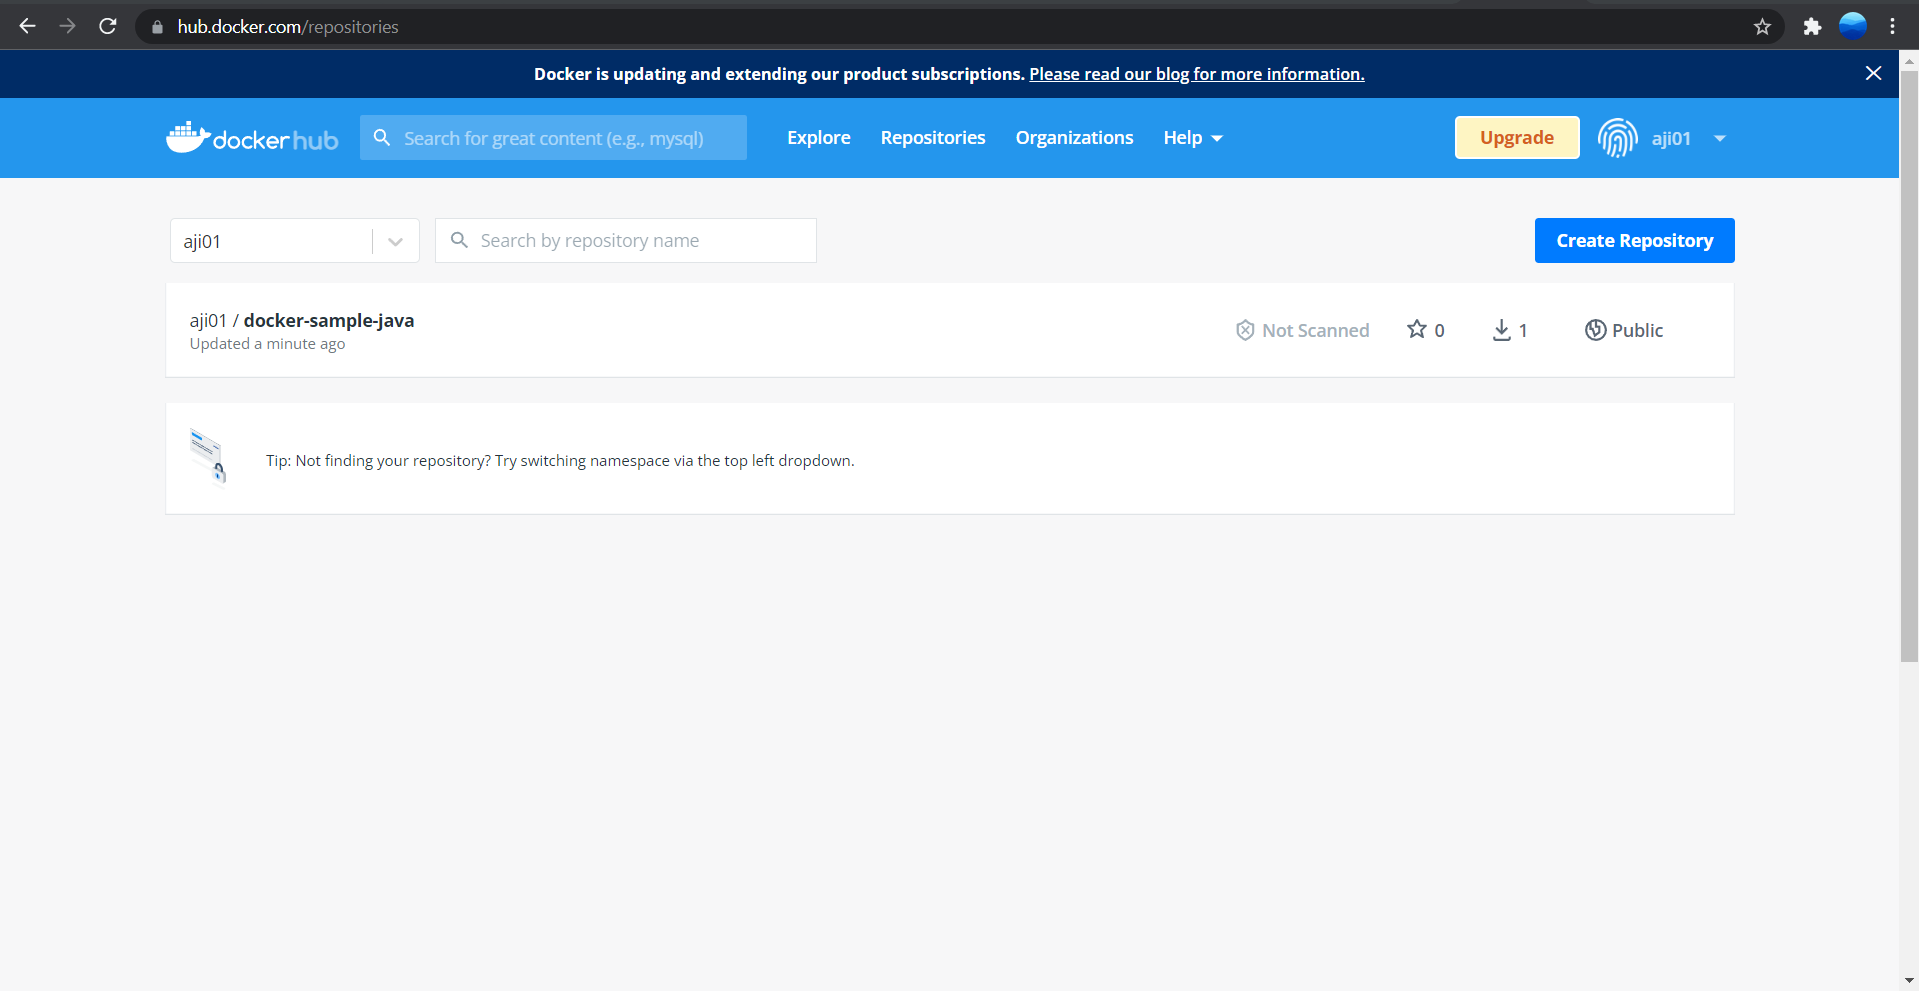 hub.docker.com/repositories
Docker is updating and extending our product subscriptions. Please read our blog for more information.
docker hub
Search for great content (e.g., mysql)
Explore
Repositories
Organizations
Help
Upgrade
aji01
aji01
Search by repository name
Create Repository
aji01 / docker-sample-java
Updated a minute ago
Not Scanned
0
1
Public
Tip: Not finding your repository? Try switching namespace via the top left dropdown.